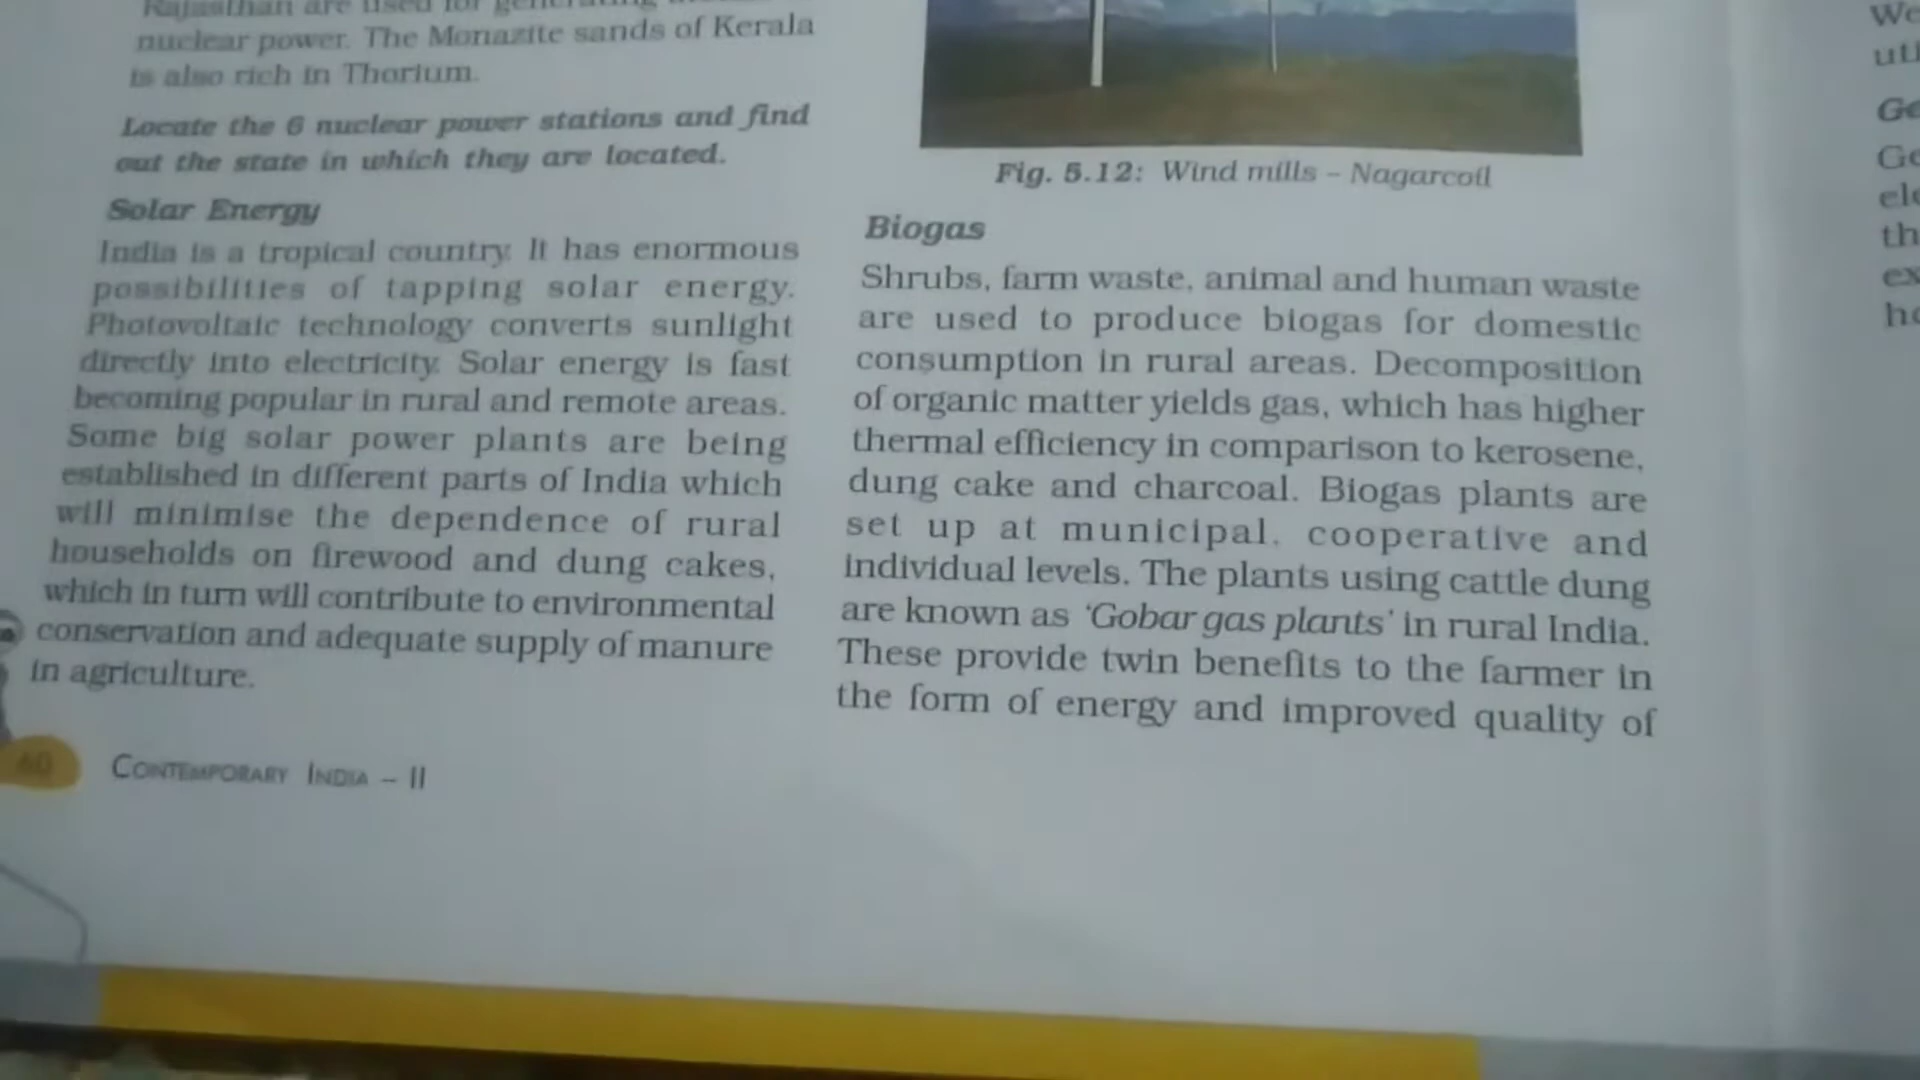 Rajasthan are used for generating
nuclear power. The Monazite sands of Kerala
is also rich in Thorium.
Locate the 6 nuclear power stations and find
out the state in which they are located.
Solar Energy
India is a tropical country. It has enormous
possibilities of tapping solar energy.
Photovoltaic technology converts sunlight
directly into electricity. Solar energy is fast
becoming popular in rural and remote areas.
Some big solar power plants are being
established in different parts of India which
will minimise the dependence of rural
households on firewood and dung cakes,
which in turn will contribute to environmental
conservation and adequate supply of manure
in agriculture.
60
CONTEMPORARY INDIA – II
Fig. 5.12: Wind mills – Nagarcoil
Biogas
Shrubs, farm waste, animal and human waste
are used to produce biogas for domestic
consumption in rural areas. Decomposition
of organic matter yields gas, which has higher
thermal efficiency in comparison to kerosene,
dung cake and charcoal. Biogas plants are
set up at municipal, cooperative and
individual levels. The plants using cattle dung
are known as ‘Gobar gas plants’ in rural India.
These provide twin benefits to the farmer in
the form of energy and improved quality of